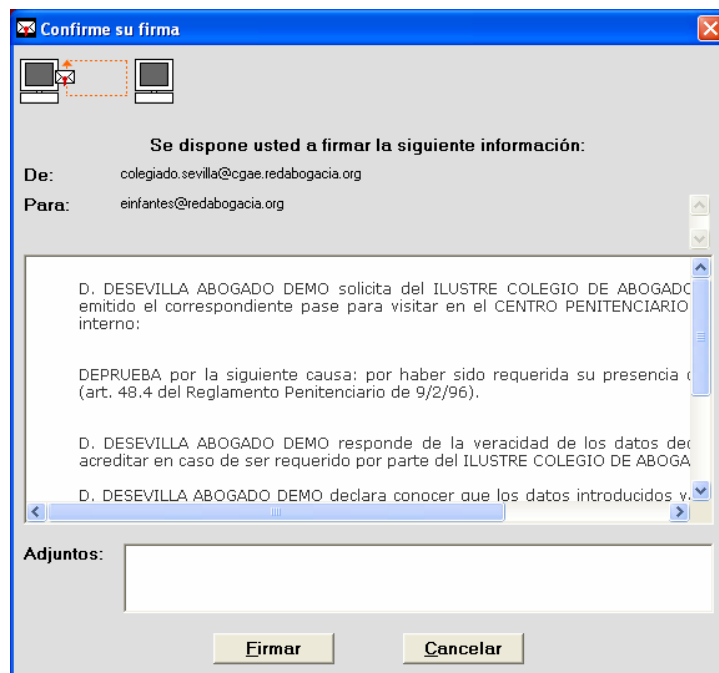 Confirme su firma
Se dispone usted a firmar la siguiente información:
De: colegiado.sevilla@cgae.redabogacia.org
Para: einfantes@redabogacia.org
D. DESEVILLA ABOGADO DEMO solicita del ILUSTRE COLEGIO DE ABOGADO
emitido el correspondiente pase para visitar en el CENTRO PENITENCIARIO
interno:
DEPRUEBA por la siguiente causa: por haber sido requerida su presencia
(art. 48.4 del Reglamento Penitenciario de 9/2/96).
D. DESEVILLA ABOGADO DEMO responde de la veracidad de los datos
acreditar en caso de ser requerido por parte del ILUSTRE COLEGIO DE ABOGA
D. DESEVILLA ABOGADO DEMO declara conocer que los datos introducidos
Adjuntos:
Firmar Cancelar